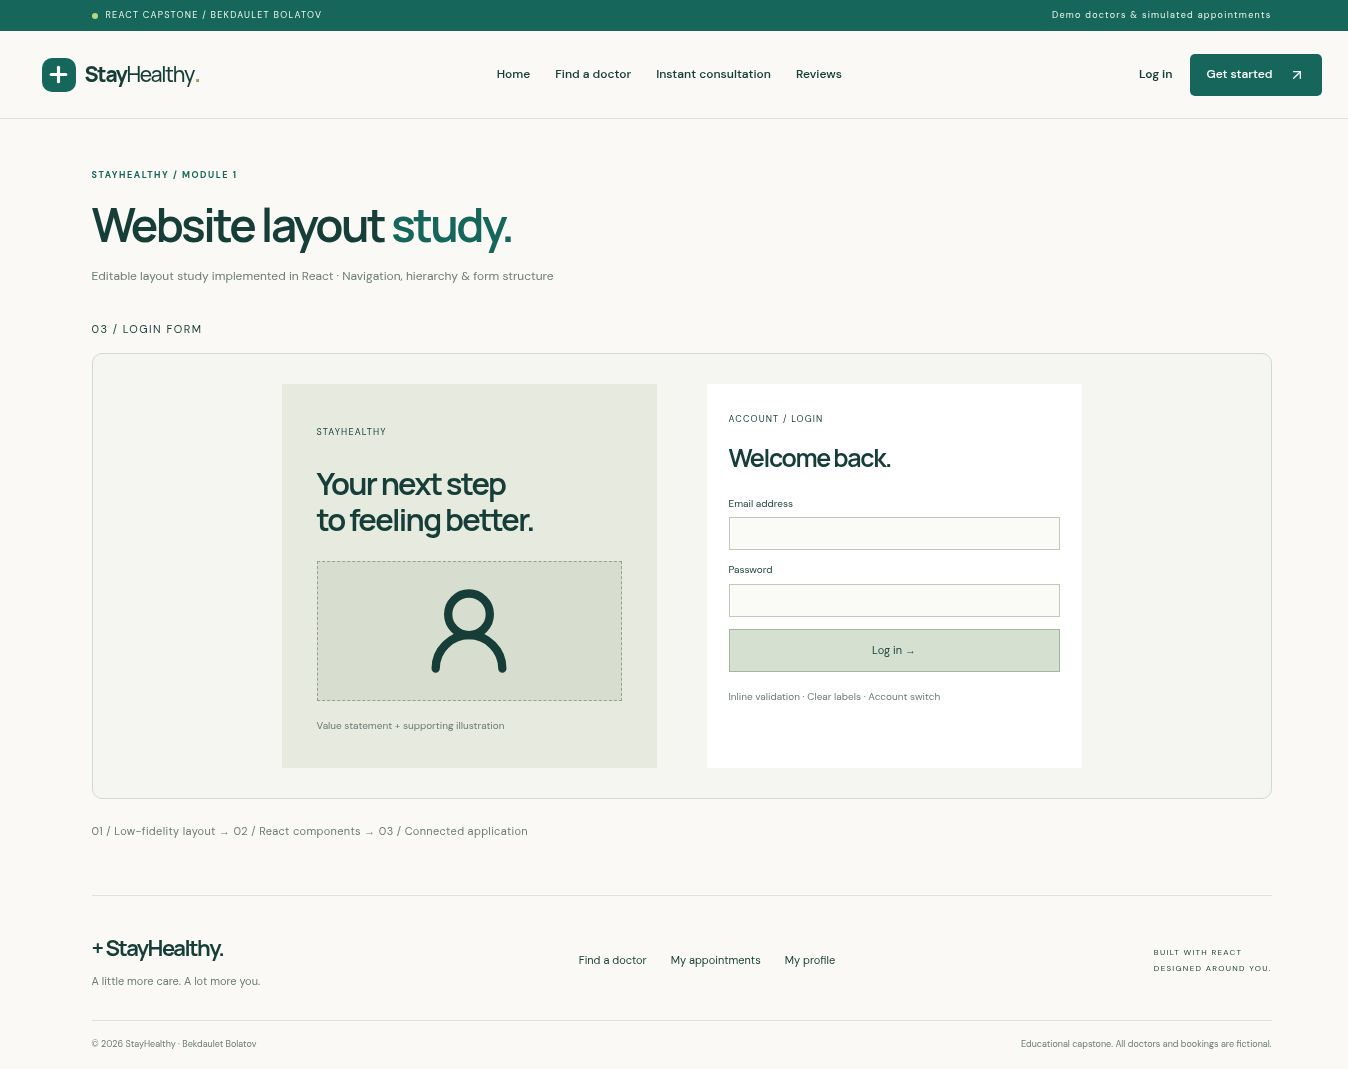 REACT CAPSTONE / BEKDAULET BOLATOV
Demo doctors & simulated appointments
StayHealthy.
Home
Find a doctor
Instant consultation
Reviews
Log in
Get started
STAYHEALTHY / MODULE 1
Website layout study.
Editable layout study implemented in React · Navigation, hierarchy & form structure
03 / LOGIN FORM
STAYHEALTHY
Your next step
to feeling better.
Value statement + supporting illustration
ACCOUNT / LOGIN
Welcome back.
Email address
Password
Log in →
Inline validation · Clear labels · Account switch
01 / Low-fidelity layout → 02 / React components → 03 / Connected application
+ StayHealthy.
A little more care. A lot more you.
Find a doctor
My appointments
My profile
BUILT WITH REACT
DESIGNED AROUND YOU.
© 2026 StayHealthy · Bekdaulet Bolatov
Educational capstone. All doctors and bookings are fictional.